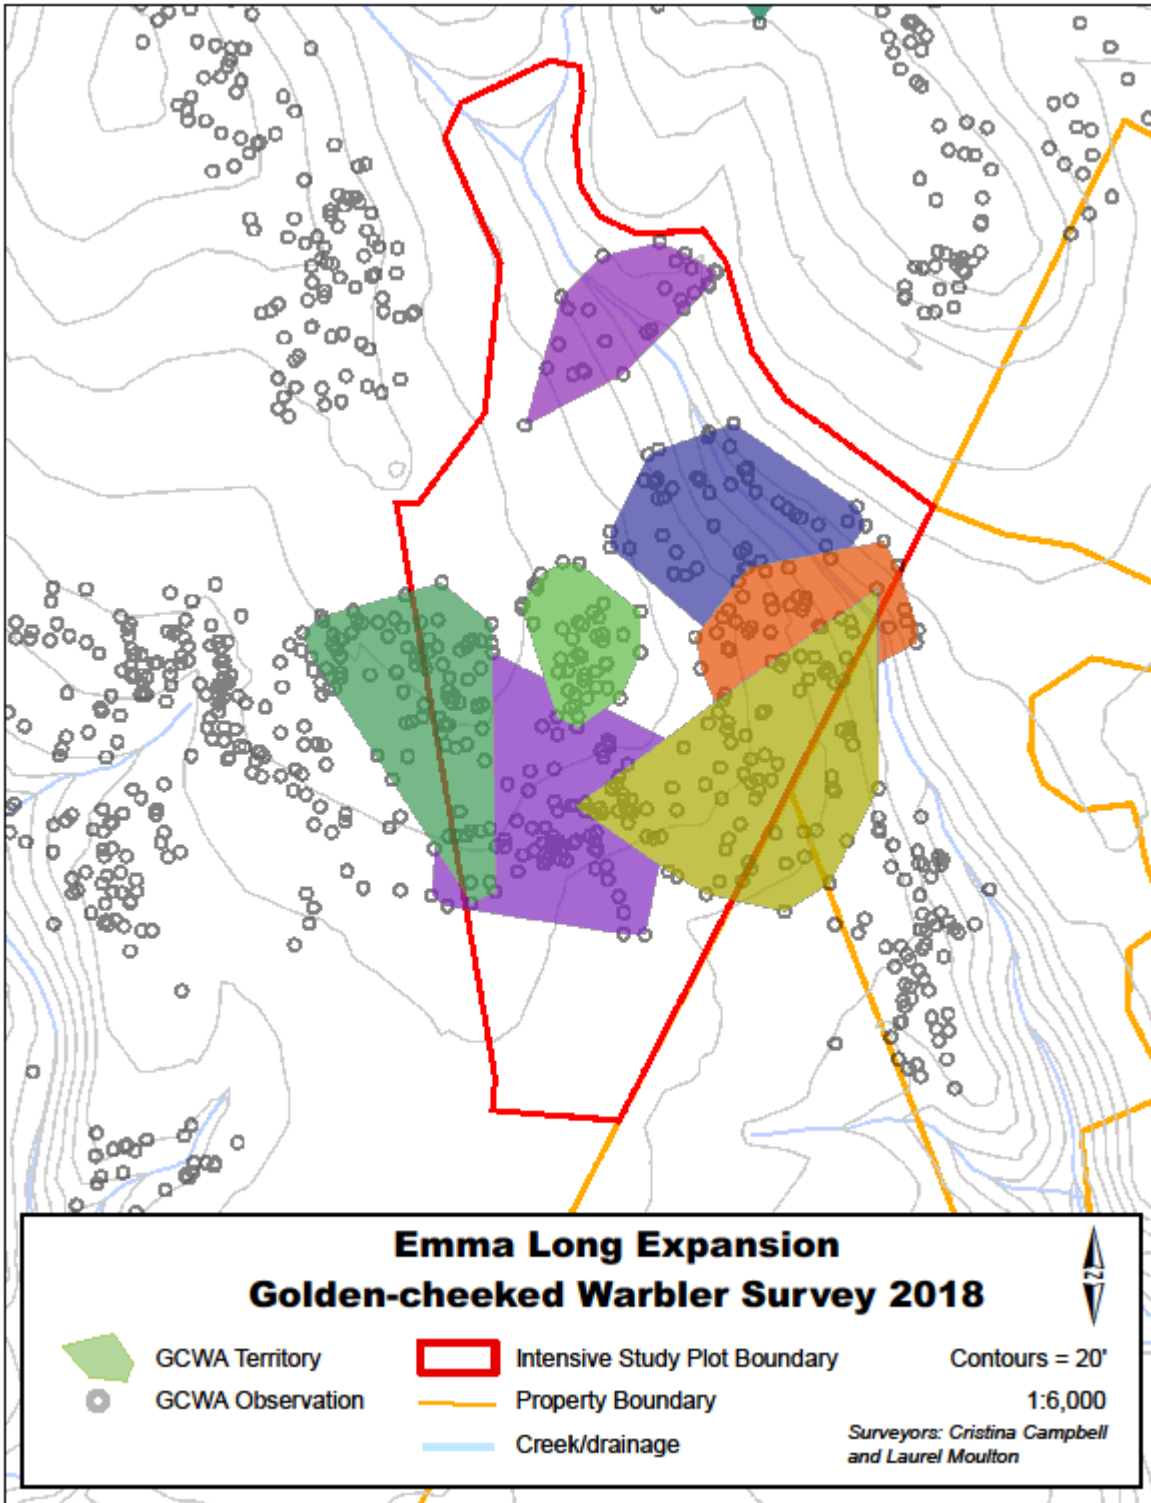 Emma Long Expansion
Golden-cheeked Warbler Survey 2018
GCWA Territory
Intensive Study Plot Boundary
Contours = 20'
GCWA Observation
Property Boundary
1:6,000
Creek/drainage
Surveyors: Cristina Campbell
and Laurel Moulton
N